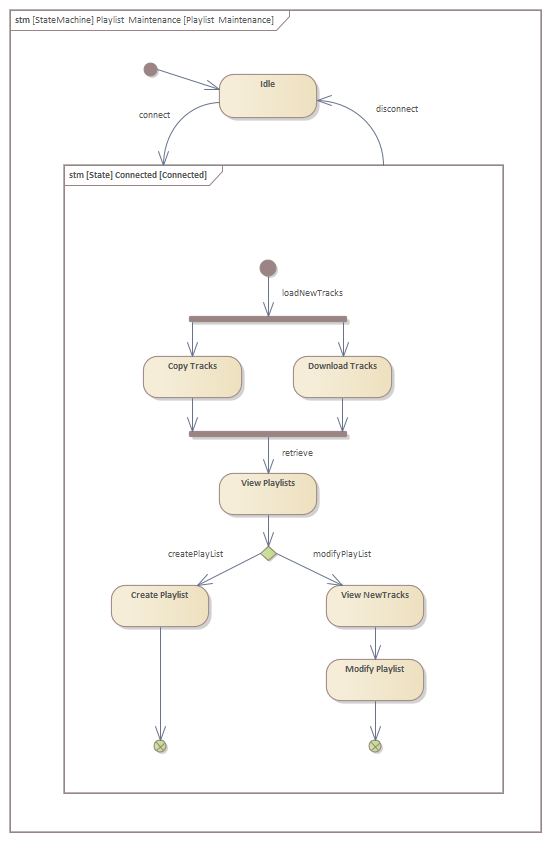 stm [StateMachine] Playlist Maintenance [Playlist Maintenance]
Idle
connect
disconnect
stm [State] Connected [Connected]
loadNewTracks
Copy Tracks
Download Tracks
retrieve
View Playlists
createPlayList
modifyPlayList
Create Playlist
View NewTracks
Modify Playlist